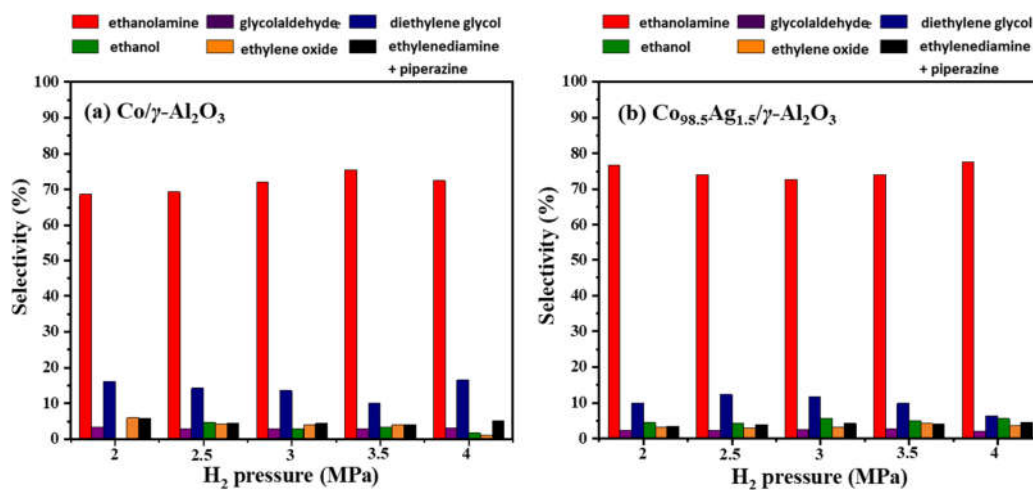 ethanolamine glycolaldehyde diethylene glycol
ethanol ethylene oxide ethylenediamine
+ piperazine
(a) Co/γ-Al₂O₃
Selectivity (%)
100
90
80
70
60
50
40
30
20
10
0
2 2.5 3 3.5 4
H₂ pressure (MPa)
ethanolamine glycolaldehyde diethylene glycol
ethanol ethylene oxide ethylenediamine
+ piperazine
(b) Co₉₈.₅Ag₁.₅/γ-Al₂O₃
Selectivity (%)
100
90
80
70
60
50
40
30
20
10
0
2 2.5 3 3.5 4
H₂ pressure (MPa)